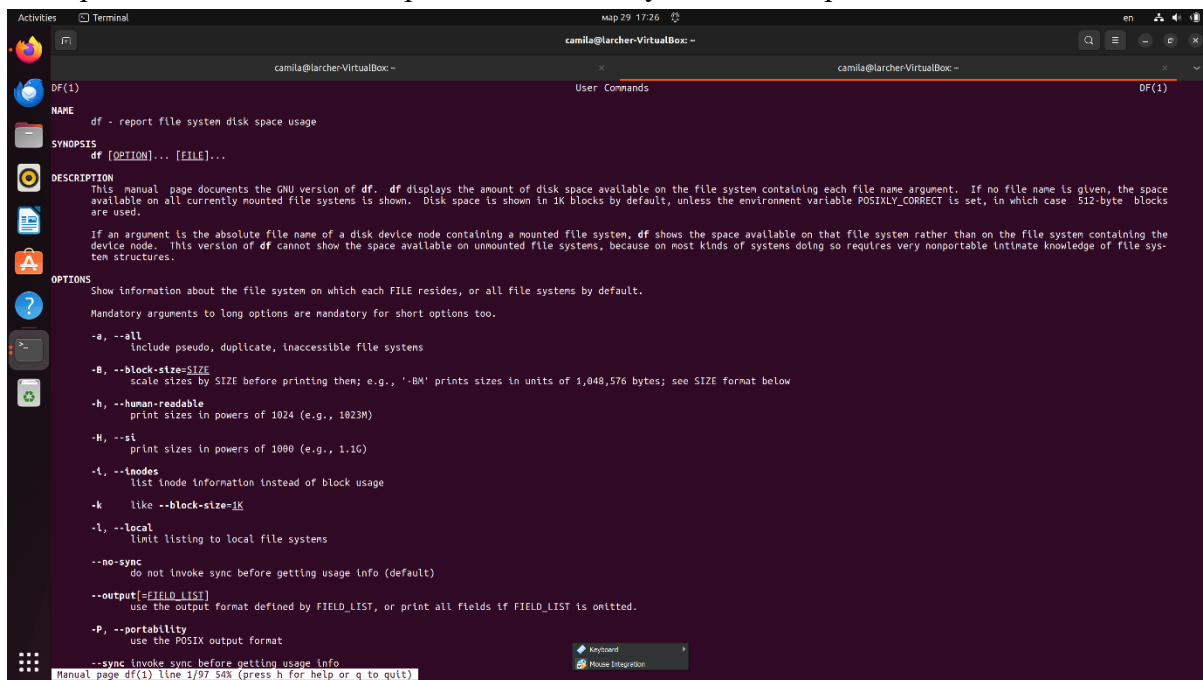 Activities Terminal мар 29 17:26 en
camila@larcher-VirtualBox: ~
camila@larcher-VirtualBox: ~ × camila@larcher-VirtualBox: ~ ×
DF(1) User Commands DF(1)
NAME
df - report file system disk space usage
SYNOPSIS
df [OPTION]... [FILE]...
DESCRIPTION
This manual page documents the GNU version of df. df displays the amount of disk space available on the file system containing each file name argument. If no file name is given, the space
available on all currently mounted file systems is shown. Disk space is shown in 1K blocks by default, unless the environment variable POSIXLY_CORRECT is set, in which case 512-byte blocks
are used.
If an argument is the absolute file name of a disk device node containing a mounted file system, df shows the space available on that file system rather than on the file system containing the
device node. This version of df cannot show the space available on unmounted file systems, because on most kinds of systems doing so requires very nonportable intimate knowledge of file sys-
tem structures.
OPTIONS
Show information about the file system on which each FILE resides, or all file systems by default.
Mandatory arguments to long options are mandatory for short options too.
-a, --all
include pseudo, duplicate, inaccessible file systems
-B, --block-size=SIZE
scale sizes by SIZE before printing them; e.g., '-BM' prints sizes in units of 1,048,576 bytes; see SIZE format below
-h, --human-readable
print sizes in powers of 1024 (e.g., 1023M)
-H, --si
print sizes in powers of 1000 (e.g., 1.1G)
-i, --inodes
list inode information instead of block usage
-k like --block-size=1K
-l, --local
limit listing to local file systems
--no-sync
do not invoke sync before getting usage info (default)
--output[=FIELD_LIST]
use the output format defined by FIELD_LIST, or print all fields if FIELD_LIST is omitted.
-P, --portability
use the POSIX output format
Keyboard
Mouse Integration
--sync invoke sync before getting usage info
Manual page df(1) line 1/97 54% (press h for help or q to quit)